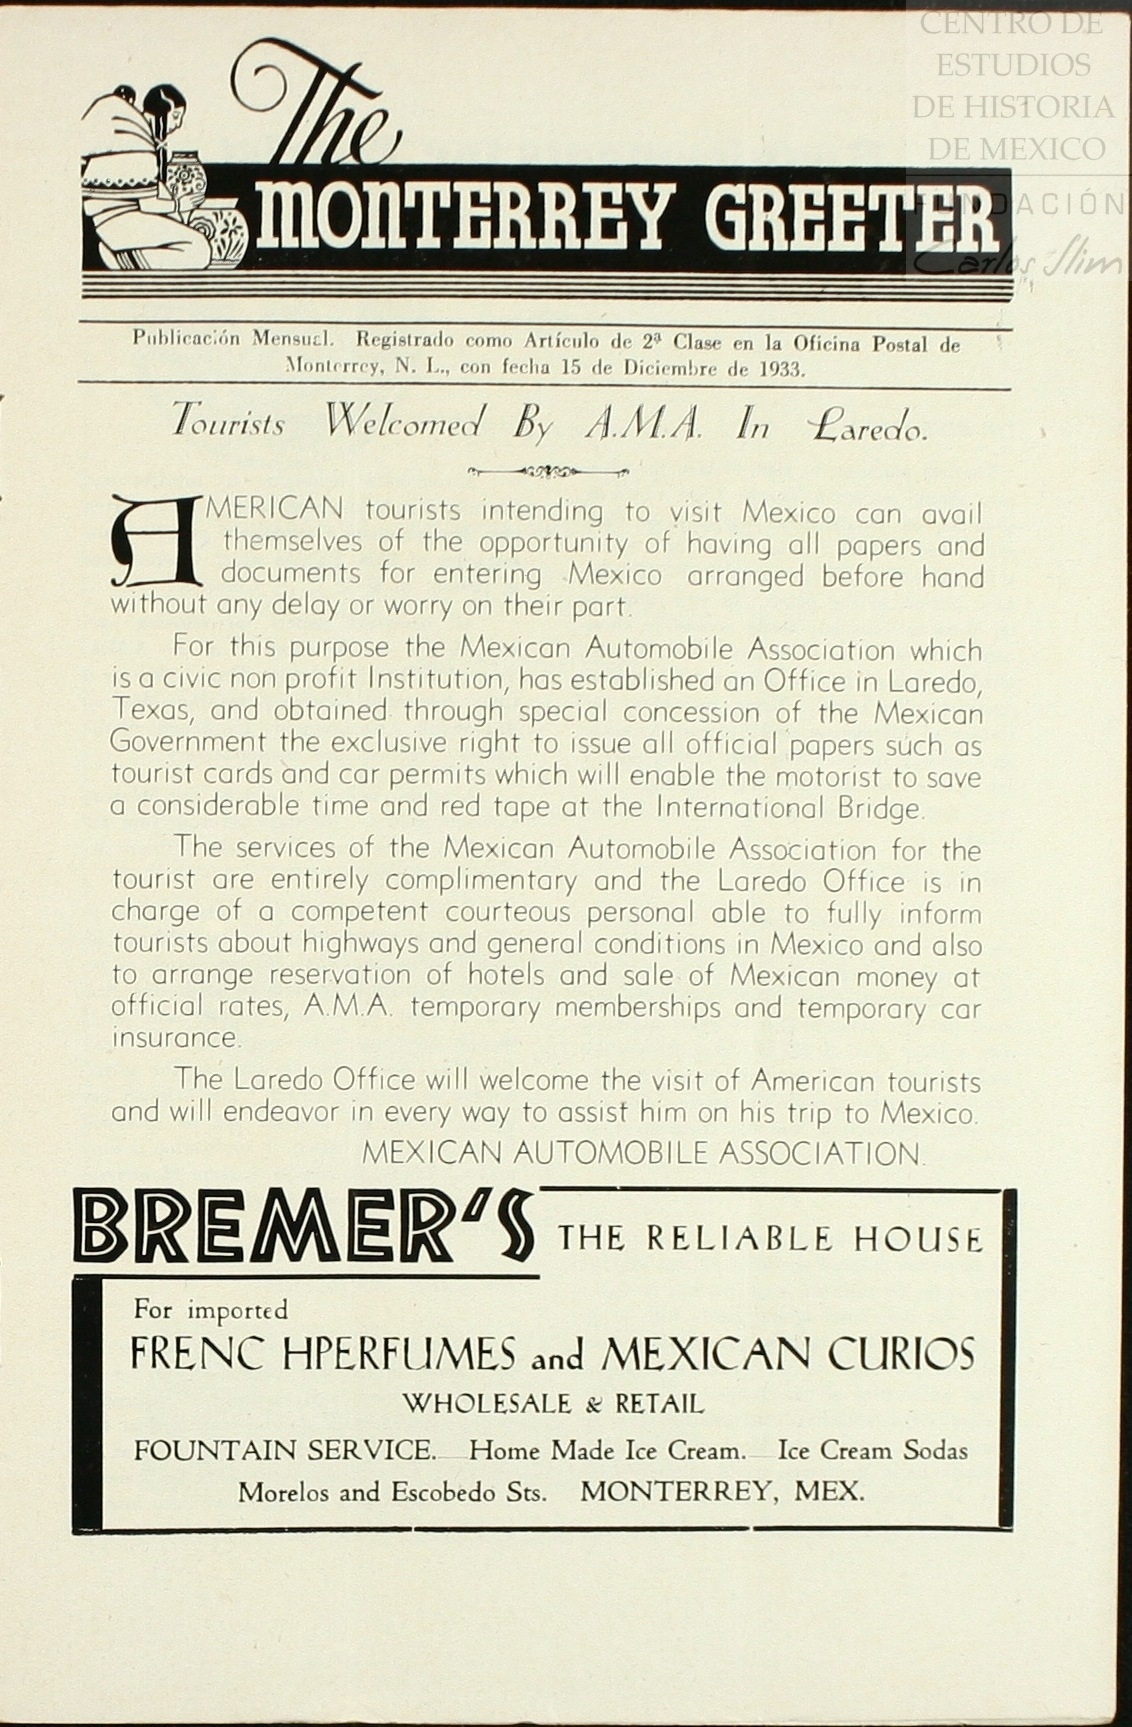 CENTRO DE
ESTUDIOS
DE HISTORIA
DE MEXICO
FUNDACIÓN
Carlos Slim
The
MONTERREY GREETER
Publicación Mensual. Registrado como Artículo de 2ª Clase en la Oficina Postal de
Monterrey, N. L., con fecha 15 de Diciembre de 1933.
Tourists Welcomed By A.M.A. In Laredo.
AMERICAN tourists intending to visit Mexico can avail
themselves of the opportunity of having all papers and
documents for entering Mexico arranged before hand
without any delay or worry on their part.
For this purpose the Mexican Automobile Association which
is a civic non profit Institution, has established an Office in Laredo,
Texas, and obtained through special concession of the Mexican
Government the exclusive right to issue all official papers such as
tourist cards and car permits which will enable the motorist to save
a considerable time and red tape at the International Bridge.
The services of the Mexican Automobile Association for the
tourist are entirely complimentary and the Laredo Office is in
charge of a competent courteous personal able to fully inform
tourists about highways and general conditions in Mexico and also
to arrange reservation of hotels and sale of Mexican money at
official rates, A.M.A. temporary memberships and temporary car
insurance.
The Laredo Office will welcome the visit of American tourists
and will endeavor in every way to assist him on his trip to Mexico.
MEXICAN AUTOMOBILE ASSOCIATION.
BREMER'S THE RELIABLE HOUSE
For imported
FRENC HPERFUMES and MEXICAN CURIOS
WHOLESALE & RETAIL
FOUNTAIN SERVICE. Home Made Ice Cream. Ice Cream Sodas
Morelos and Escobedo Sts. MONTERREY, MEX.